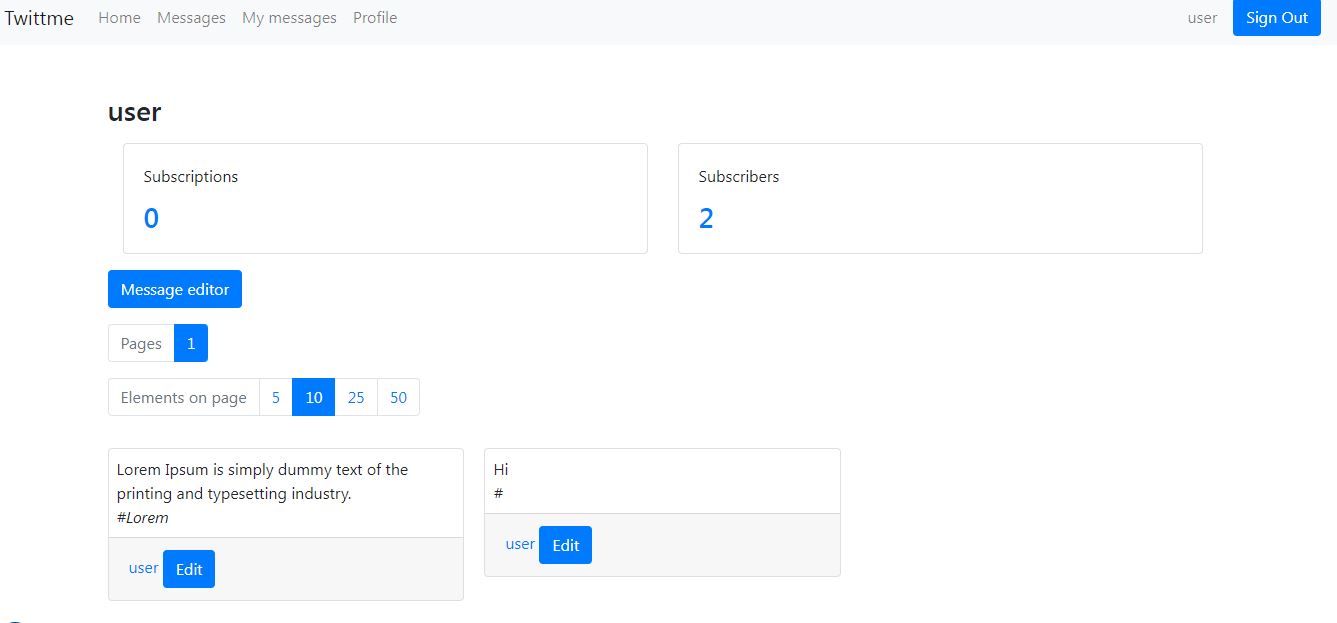 Twittme Home Messages My messages Profile user Sign Out
user
Subscriptions
0
Subscribers
2
Message editor
Pages 1
Elements on page 5 10 25 50
Lorem Ipsum is simply dummy text of the
printing and typesetting industry.
#Lorem
user Edit
Hi
#
user Edit